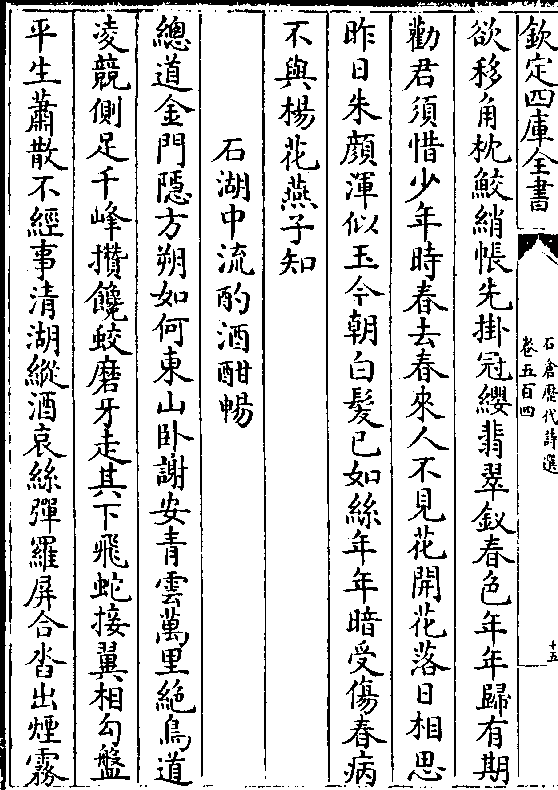 欽定四庫全書
石倉歷代詩選
卷五百四
十五
欲移角枕鮫綃帳先掛冠纓翡翠釵春色年年歸有期
勸君須惜少年時春去春來人不見花開花落日相思
昨日朱顔渾似玉今朝白髪已如絲年年暗受傷春病
不與楊花燕子知
石湖中流酌酒酣暢
總道金門隱方朔如何東山卧謝安青雲萬里絶鳥道
凌競側足千峰攢饞蛟磨牙走其下飛蛇接翼相勾盤
平生蕭散不經事清湖縱酒哀絲彈羅屏合沓出煙霧